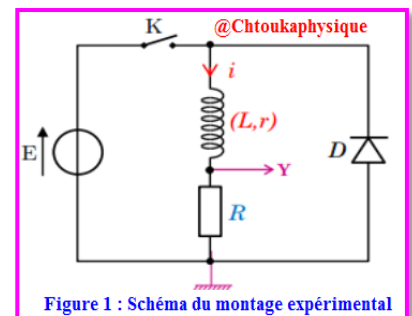 K
@Chtoukaphysique
i
(L,r)
E
D
Y
R
Figure 1 : Schéma du montage expérimental